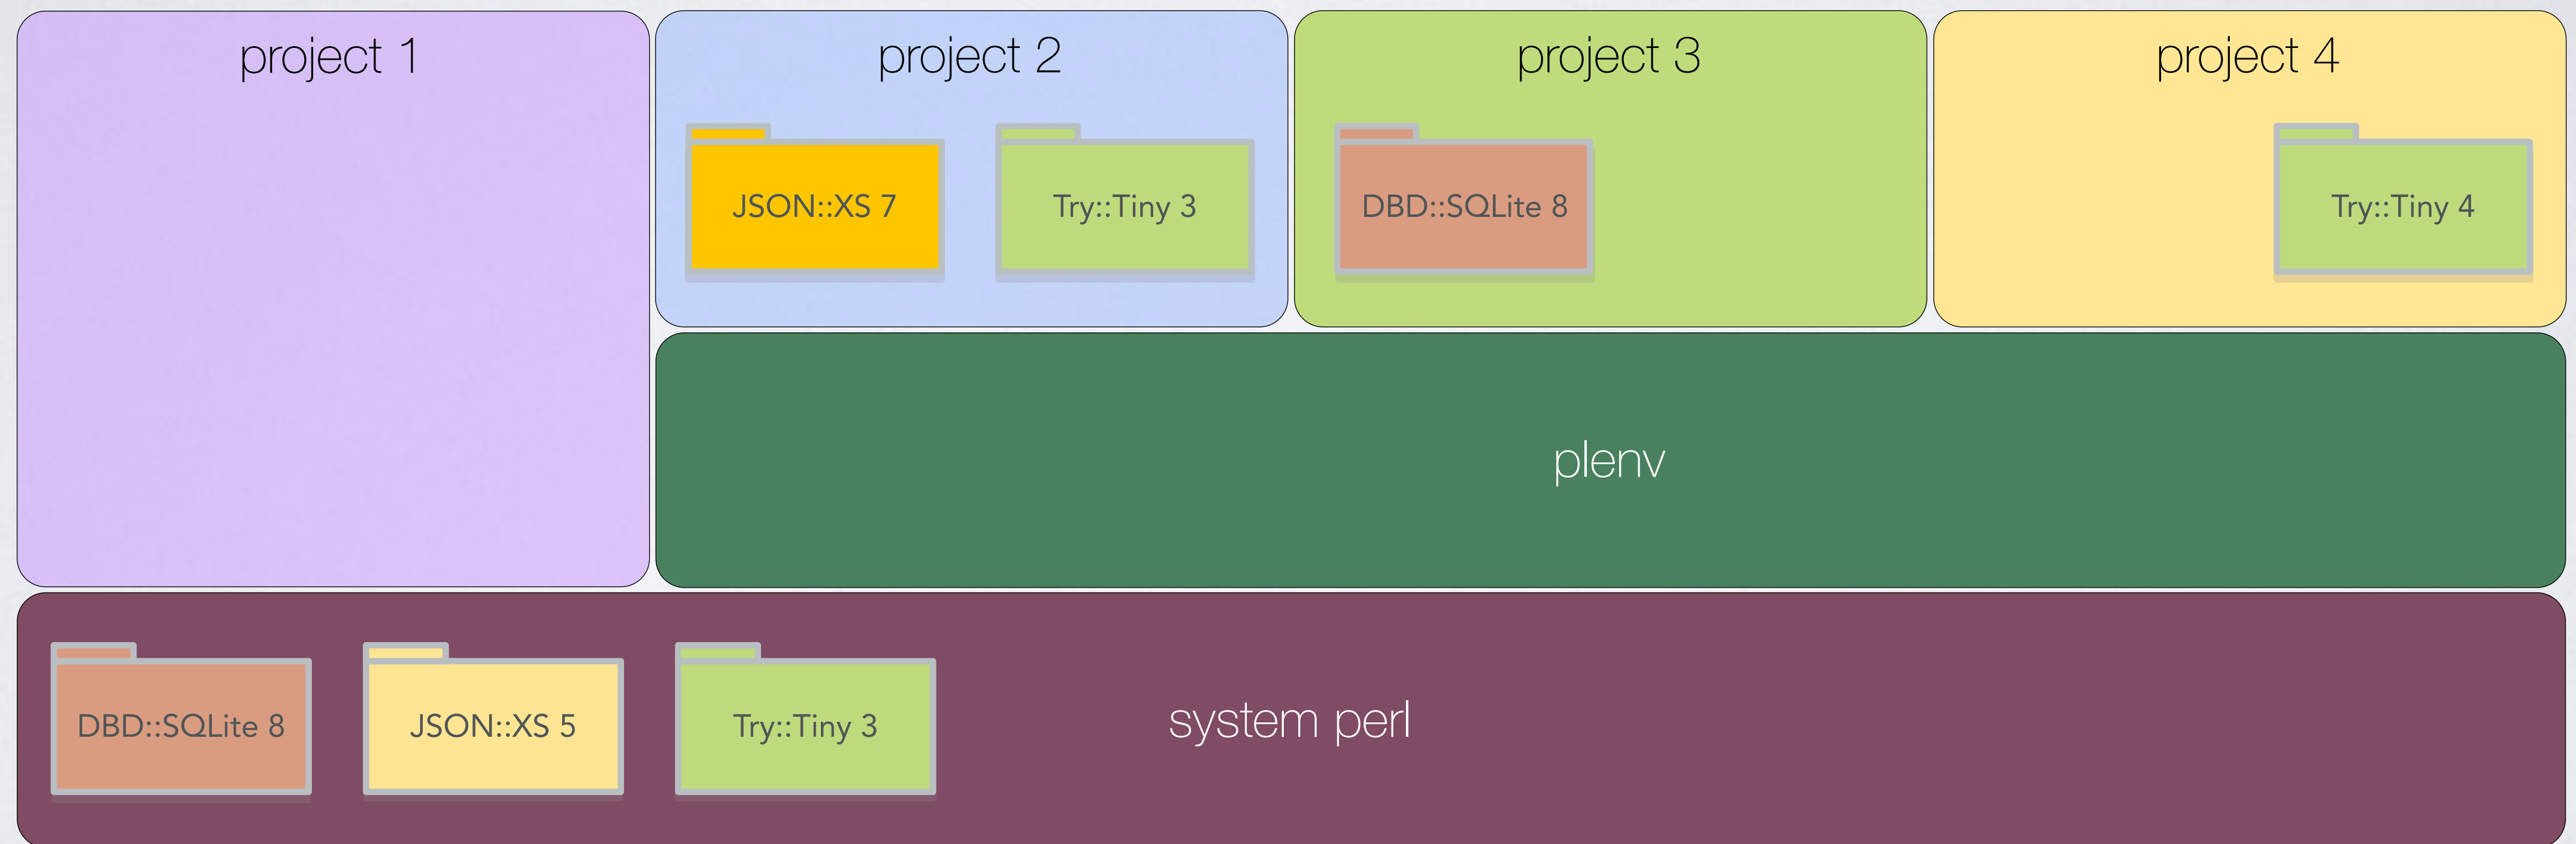 project 1
project 2
project 3
project 4
JSON::XS 7
Try::Tiny 3
DBD::SQLite 8
Try::Tiny 4
plenv
DBD::SQLite 8
JSON::XS 5
Try::Tiny 3
system perl